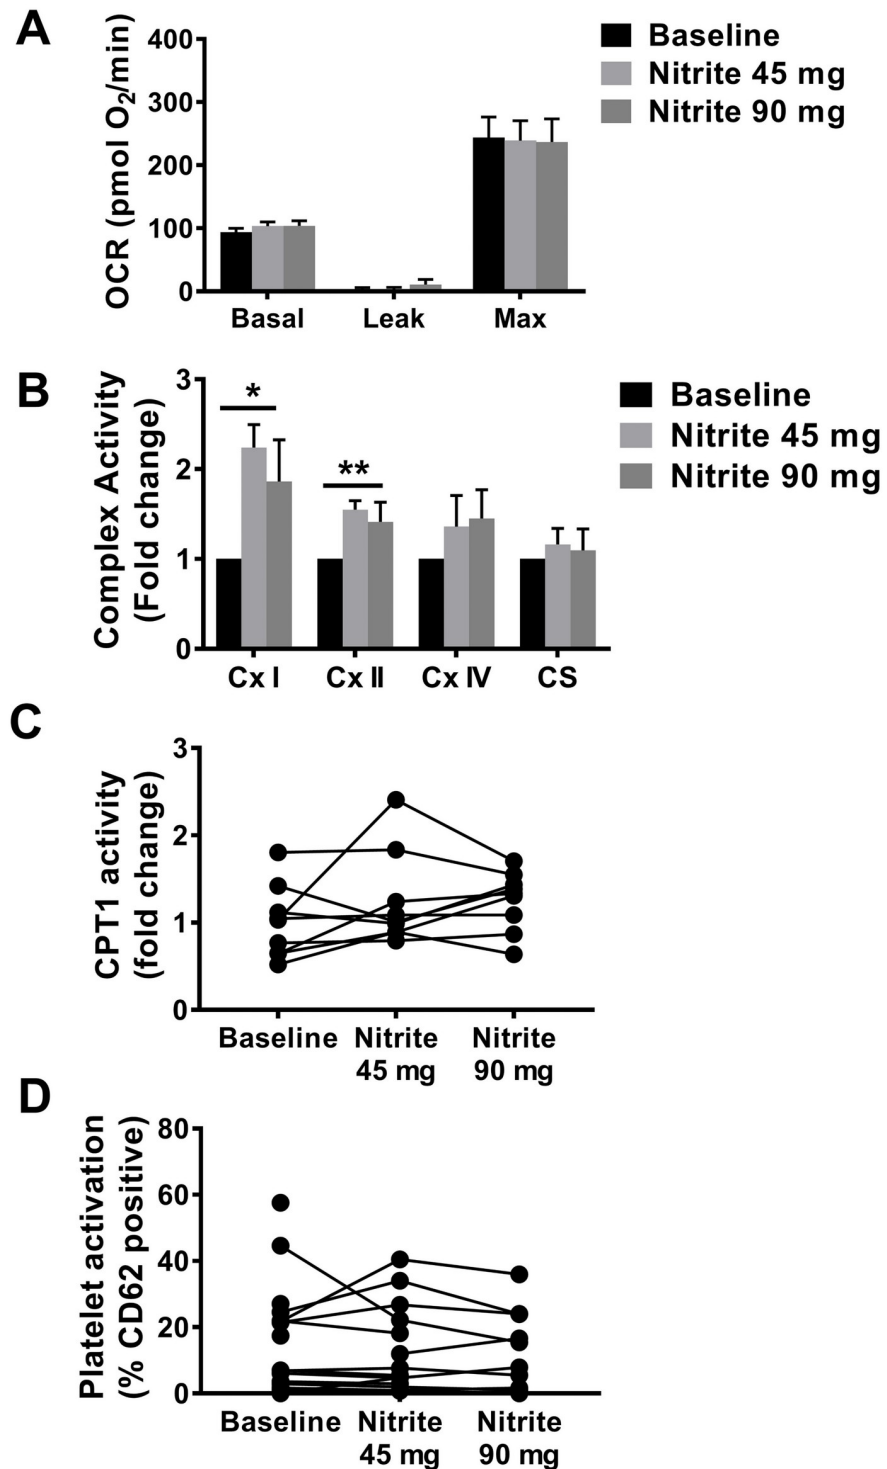 A
OCR (pmol O₂/min)
400
300
200
100
0
Basal Leak Max
Baseline
Nitrite 45 mg
Nitrite 90 mg
B
Complex Activity
(Fold change)
3
2
1
0
*
**
Cx I Cx II Cx IV CS
Baseline
Nitrite 45 mg
Nitrite 90 mg
C
CPT1 activity
(fold change)
3
2
1
0
Baseline Nitrite Nitrite
45 mg 90 mg
D
Platelet activation
(% CD62 positive)
80
60
40
20
0
Baseline Nitrite Nitrite
45 mg 90 mg